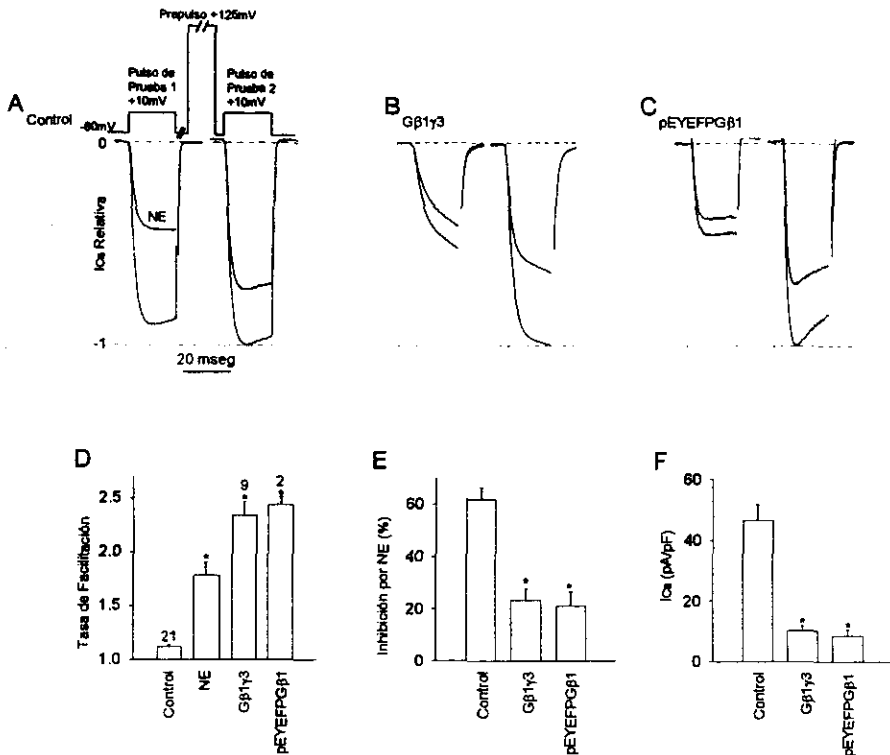 Prepulso +125mV
Pulso de
Prueba 1
+10mV
Pulso de
Prueba 2
+10mV
A
Control
-80mV
0
NE
ICa Relativa
-1
20 mseg
B
Gβ1γ3
C
pEYEFPGβ1
D
Tasa de Facilitación
2.5
2.0
1.5
1.0
21
*
9
*
2
*
Control
NE
Gβ1γ3
pEYEFPGβ1
E
Inhibición por NE (%)
60
40
20
0
*
*
Control
Gβ1γ3
pEYEFPGβ1
F
ICa (pA/pF)
60
40
20
0
*
*
Control
Gβ1γ3
pEYEFPGβ1